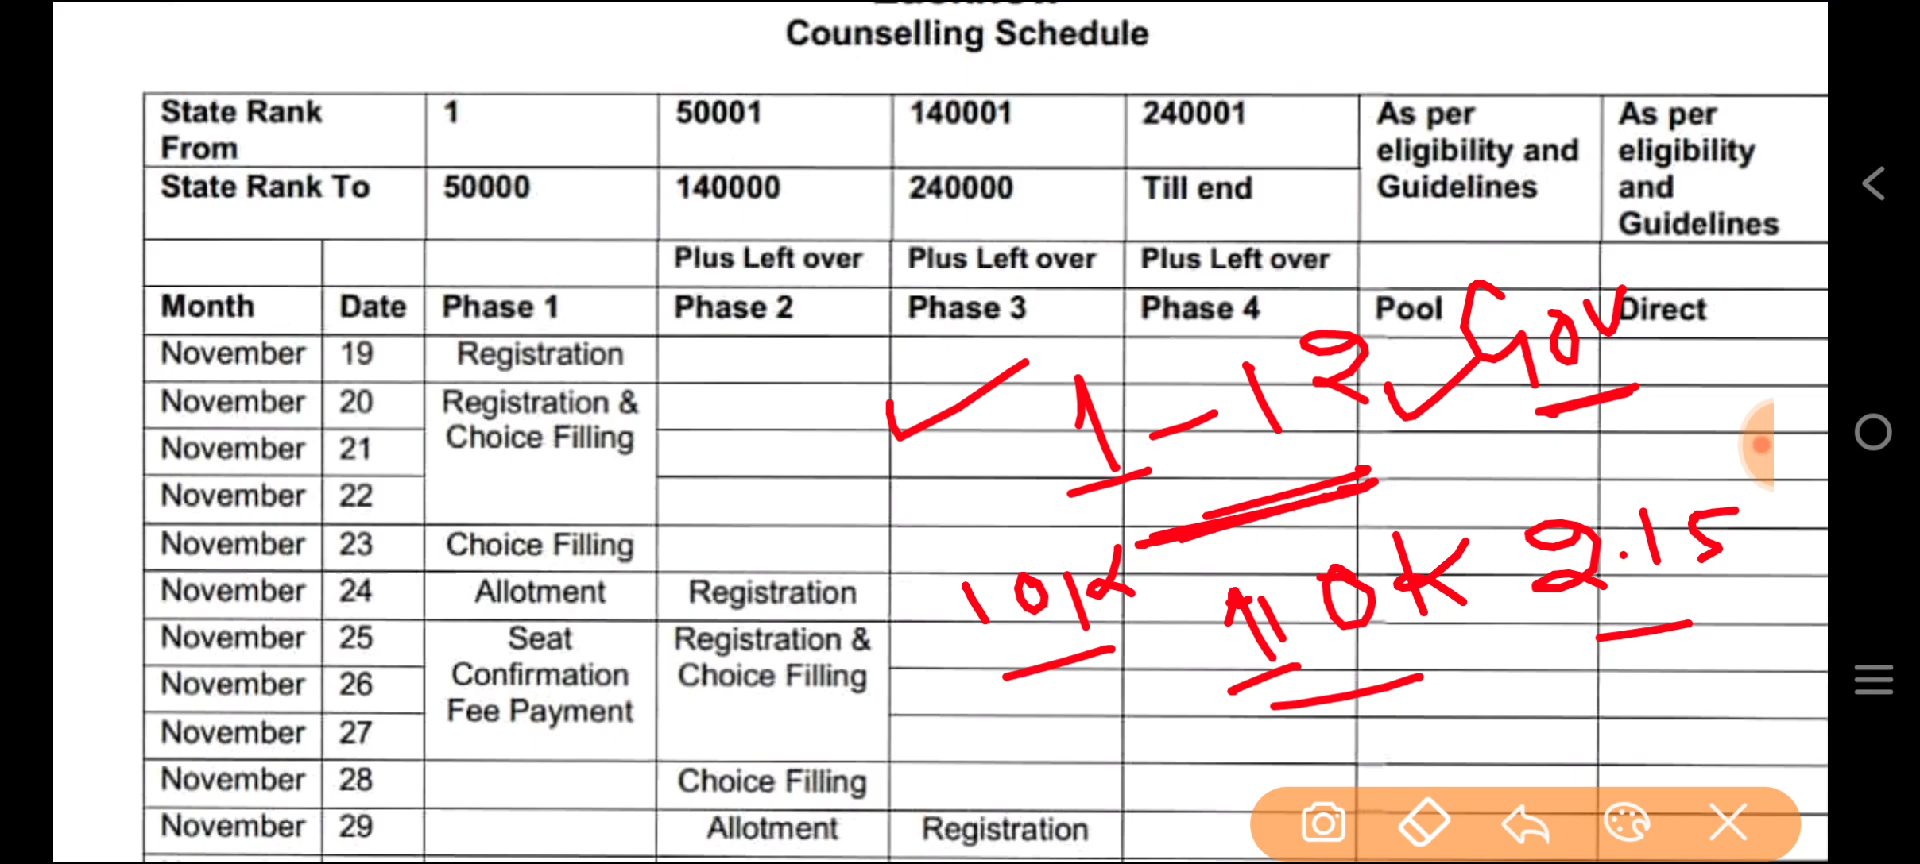 Counselling Schedule
State Rank From 1 50001 140001 240001 As per eligibility and Guidelines As per eligibility and Guidelines
State Rank To 50000 140000 240000 Till end
Plus Left over Plus Left over Plus Left over
Month Date Phase 1 Phase 2 Phase 3 Phase 4 Pool Direct
Gov
November 19 Registration
1 - 12
November 20 Registration & Choice Filling
November 21
November 22
November 23 Choice Filling
110K 2.15
November 24 Allotment Registration
November 25 Seat Confirmation Fee Payment Registration & Choice Filling
November 26
November 27
November 28 Choice Filling
November 29 Allotment Registration